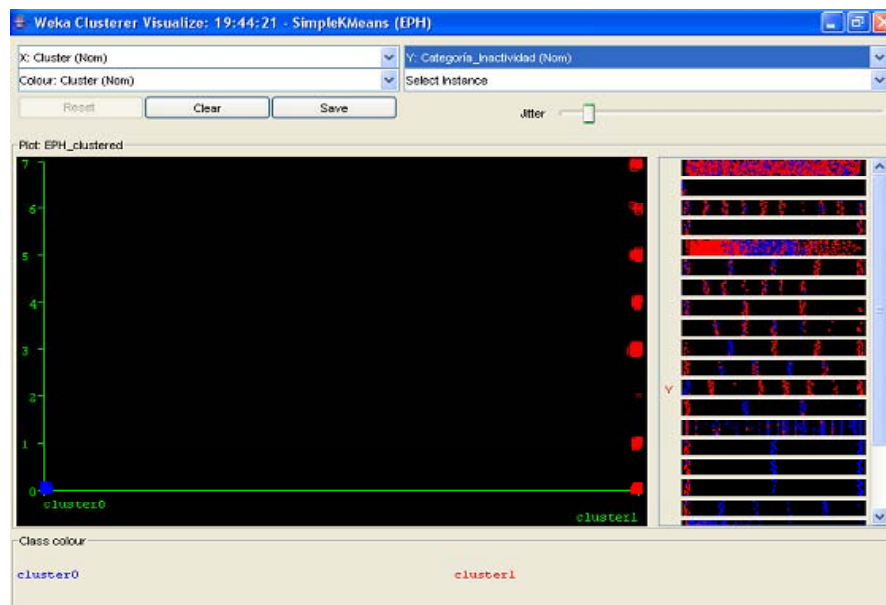 Weka Clusterer Visualize: 19:44:21 - SimpleKMeans (EPH)
X: Cluster (Nom)
Y: Categoría_Inactividad (Nom)
Colour: Cluster (Nom)
Select Instance
Reset
Clear
Save
Jitter
Plot: EPH_clustered
7
6
5
4
3
2
1
0
cluster0
cluster1
Y
Class colour
cluster0
cluster1